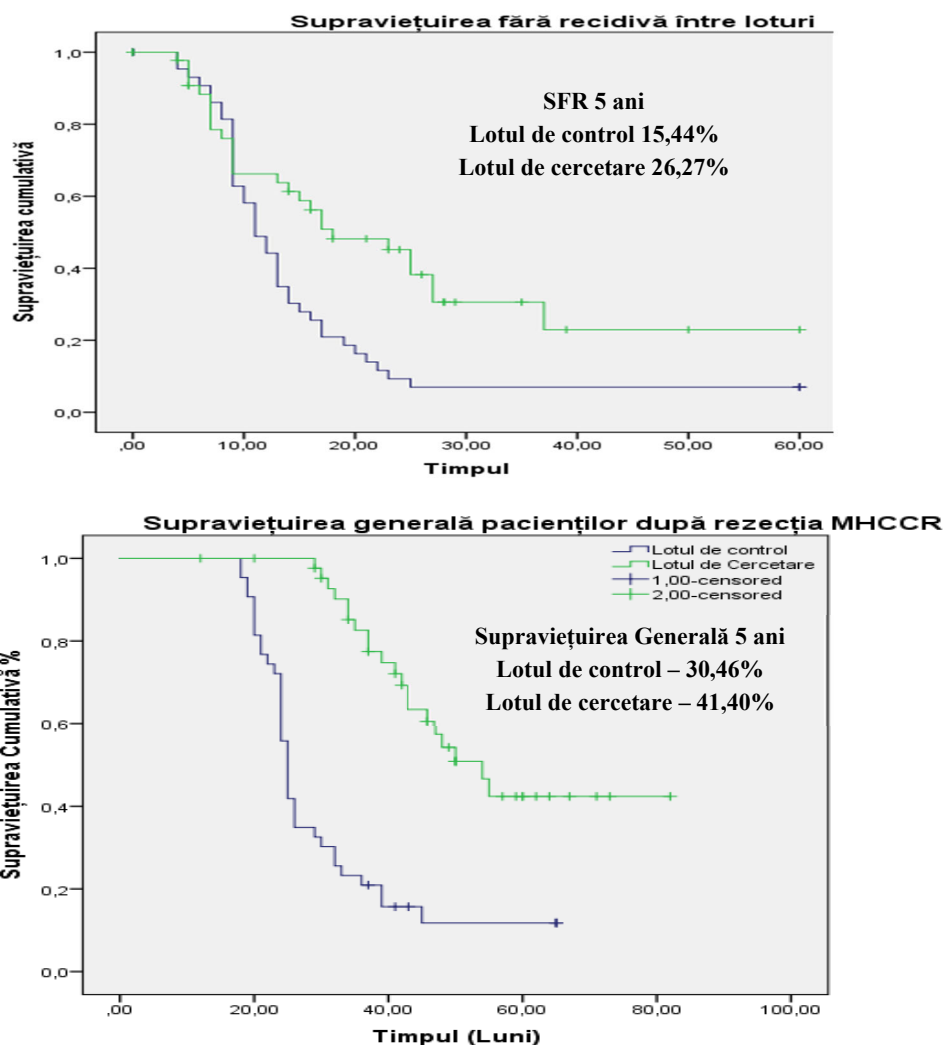 Supraviețuirea fără recidivă între loturi
SFR 5 ani
Lotul de control 15,44%
Lotul de cercetare 26,27%
Supraviețuirea cumulativă
1,0
0,8
0,6
0,4
0,2
0,0
,00 10,00 20,00 30,00 40,00 50,00 60,00
Timpul
Supraviețuirea generală pacienților după rezecția MHCCR
Lotul de control
Lotul de Cercetare
1,00-censored
2,00-censored
Supraviețuirea Generală 5 ani
Lotul de control – 30,46%
Lotul de cercetare – 41,40%
Supraviețuirea Cumulativă %
1,0
0,8
0,6
0,4
0,2
0,0
,00 20,00 40,00 60,00 80,00 100,00
Timpul (Luni)